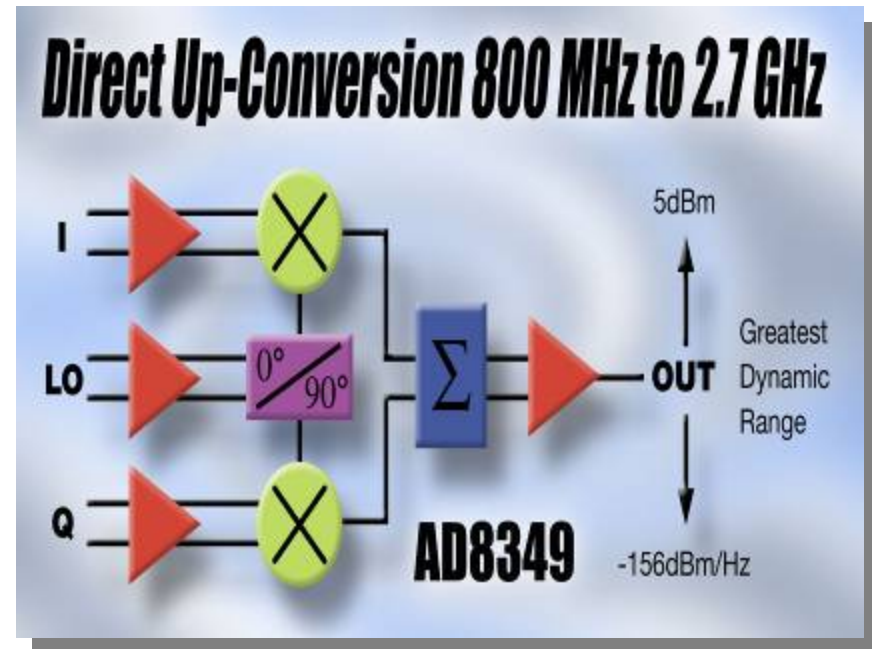 Direct Up-Conversion 800 MHz to 2.7 GHz
I
LO
Q
0°
90°
Σ
5dBm
OUT
Greatest
Dynamic
Range
-156dBm/Hz
AD8349